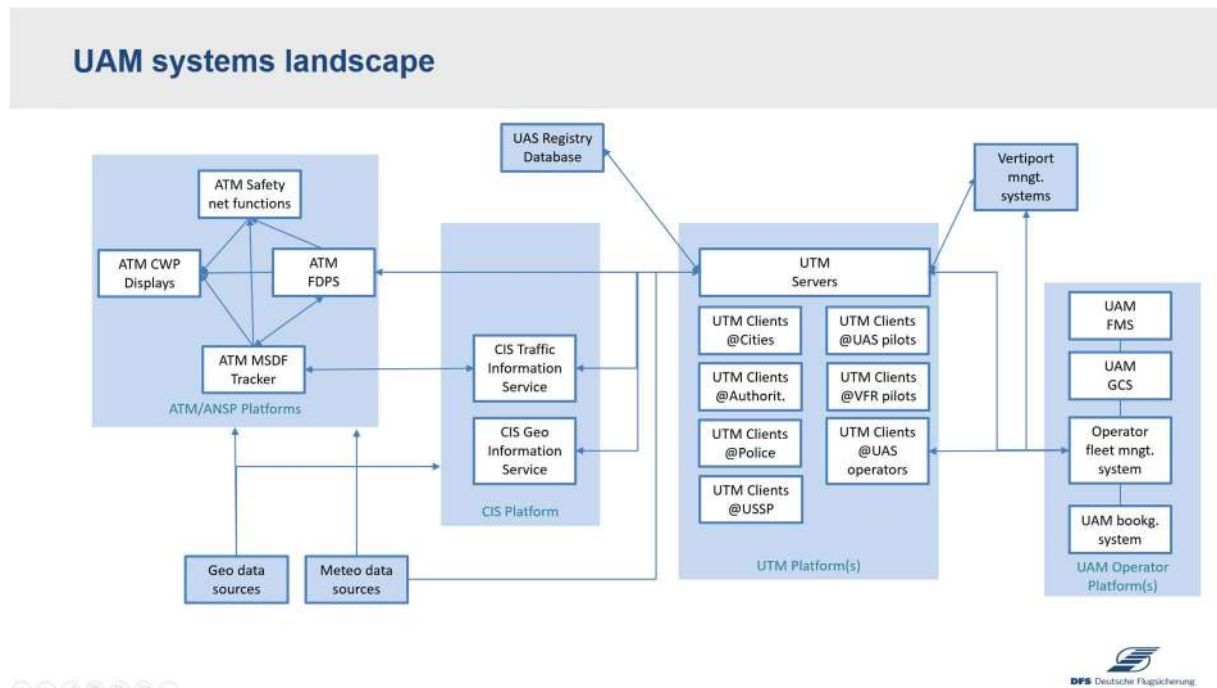 UAM systems landscape
UAS Registry
Database
Vertiport
mngt.
systems
ATM Safety
net functions
ATM CWP
Displays
ATM
FDPS
ATM MSDF
Tracker
ATM/ANSP Platforms
CIS Traffic
Information
Service
CIS Geo
Information
Service
CIS Platform
UTM
Servers
UTM Clients
@Cities
UTM Clients
@UAS pilots
UTM Clients
@Authorit.
UTM Clients
@VFR pilots
UTM Clients
@Police
UTM Clients
@UAS
operators
UTM Clients
@USSP
UTM Platform(s)
UAM
FMS
UAM
GCS
Operator
fleet mngt.
system
UAM bookg.
system
UAM Operator
Platform(s)
Geo data
sources
Meteo data
sources
DFS Deutsche Flugsicherung